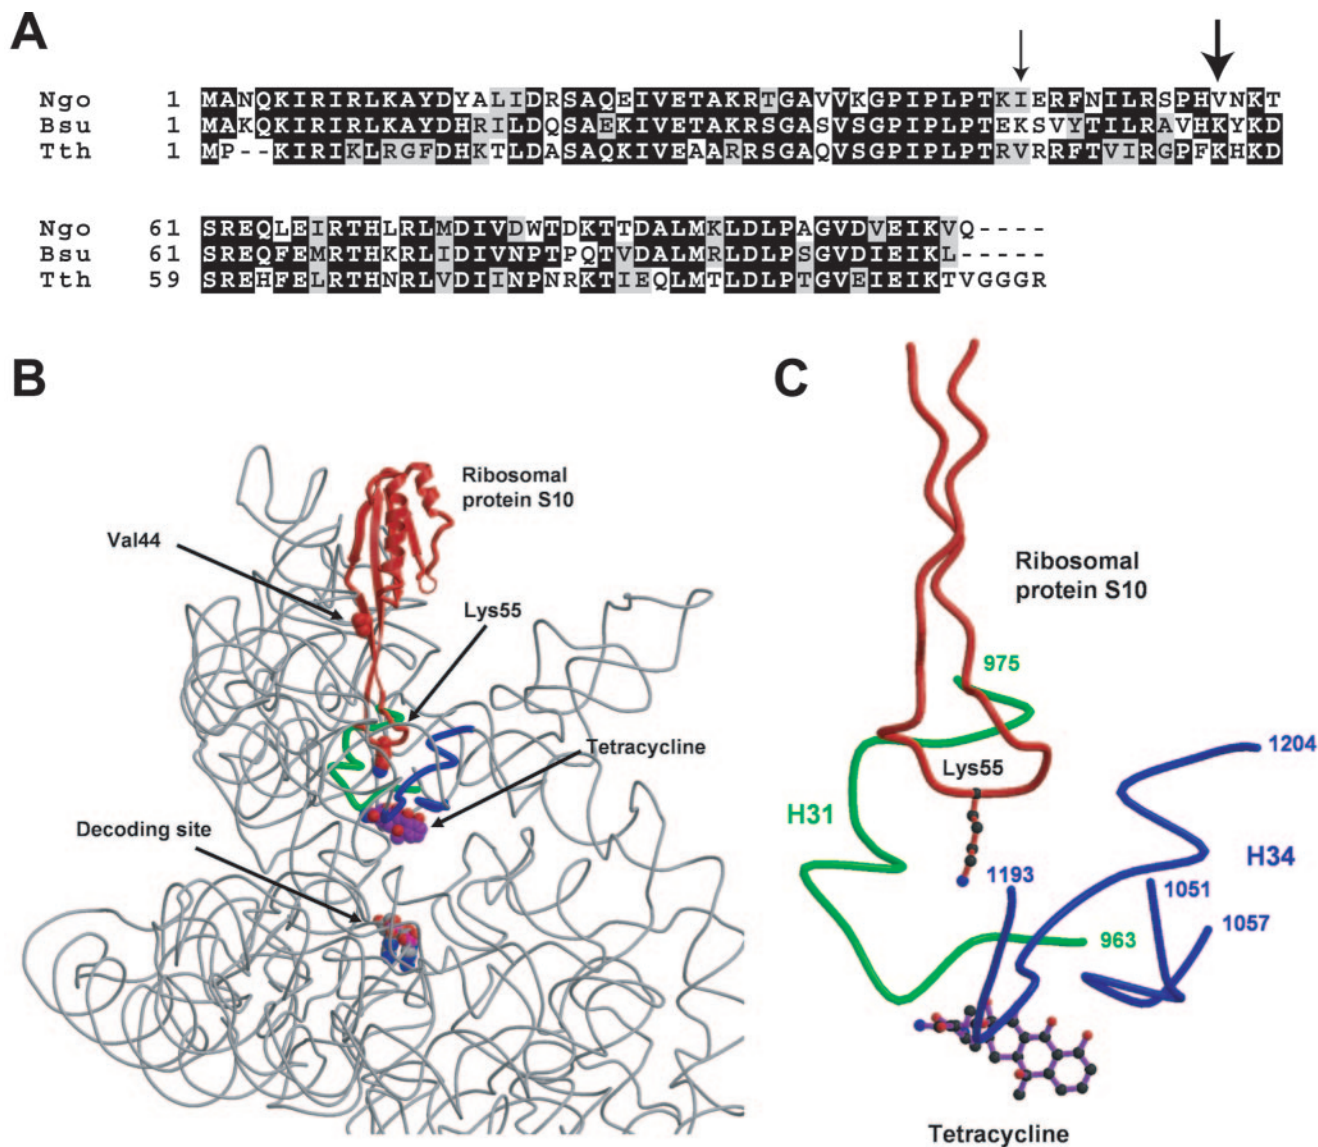 A
Ngo 1 MANQKIRIRLKAYDYALIDRSAQEIVETAKRTGAVVKGPIPLPTKIERFNILRSPHVNKT
Bsu 1 MAKQKIRIRLKAYDHRILDQSAEKIVETAKRSGASVSGPIPLPTEKSVYTILRAVHKYKD
Tth 1 MP--KIRIKLRGFDHKTLDASAQKIVEAARRSGAQVSGPIPLPTRVRRFTVIRGPFKHKD
Ngo 61 SREQLEIRTHLRLMDIVDWTDKTTDALMKLDLPAGVDVEIKVQ----
Bsu 61 SREQFEMRTHKRLIDIVNPTPQTVDALMRLDLPSGVDIEIKL-----
Tth 59 SREHFELRTHNRLVDIINPNRKTIEQLMTLDLPTGVEIEIKTVGGGR
B
Ribosomal
protein S10
Val44
Lys55
Tetracycline
Decoding site
C
Ribosomal
protein S10
975
1204
Lys55
H31
H34
1193
1051
1057
963
Tetracycline